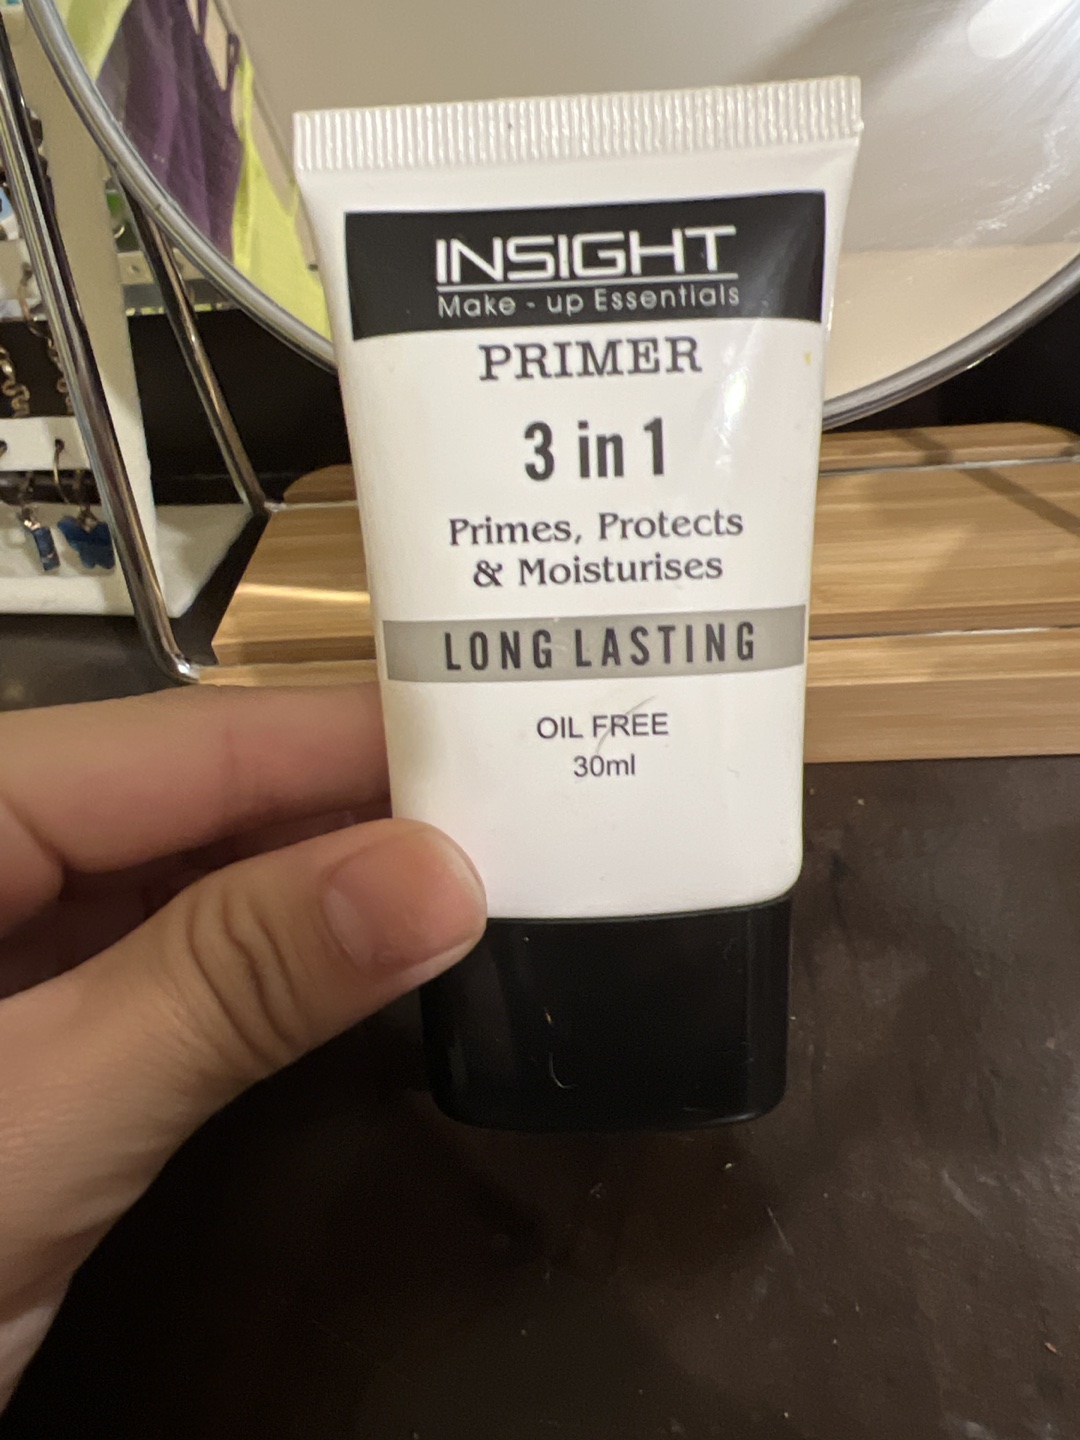 INSIGHT
Make-up Essentials
PRIMER
3 in 1
Primes, Protects
& Moisturises
LONG LASTING
OIL FREE
30ml